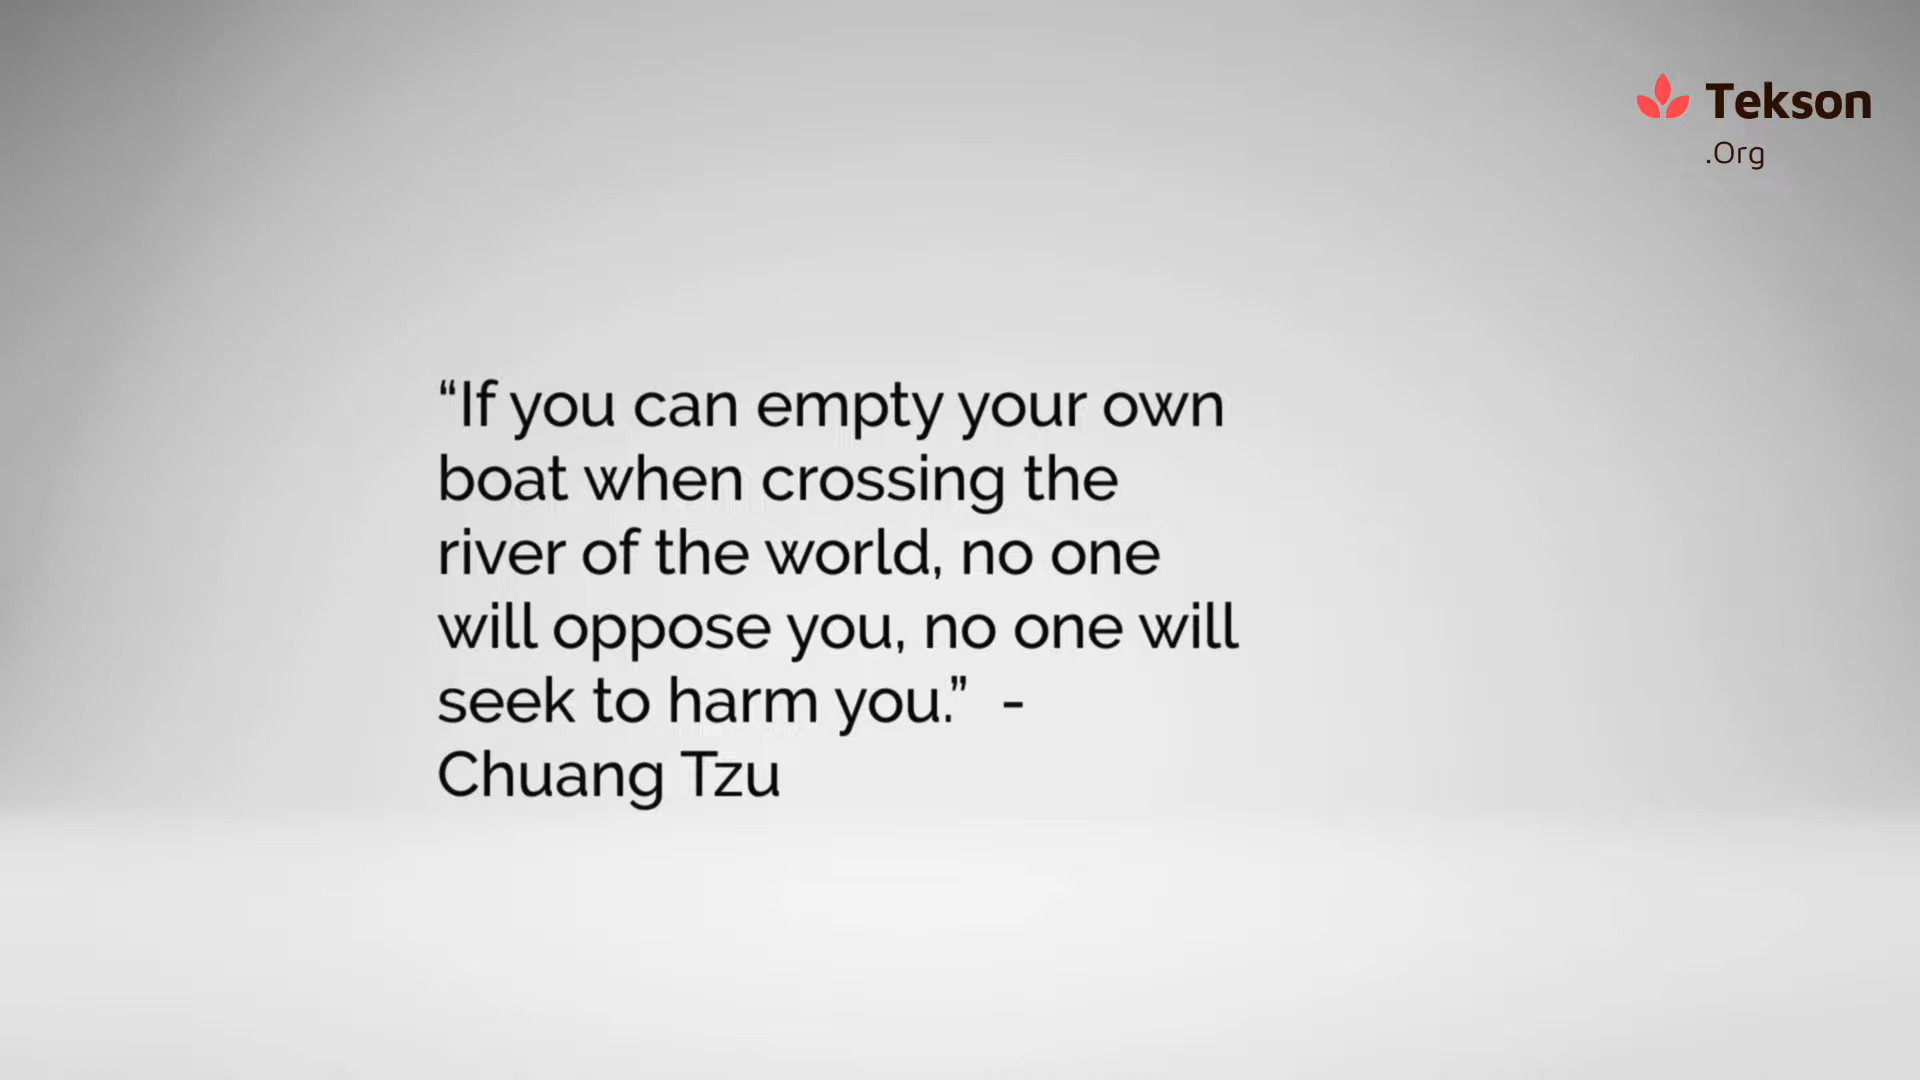 Tekson
.Org
“If you can empty your own
boat when crossing the
river of the world, no one
will oppose you, no one will
seek to harm you.” -
Chuang Tzu